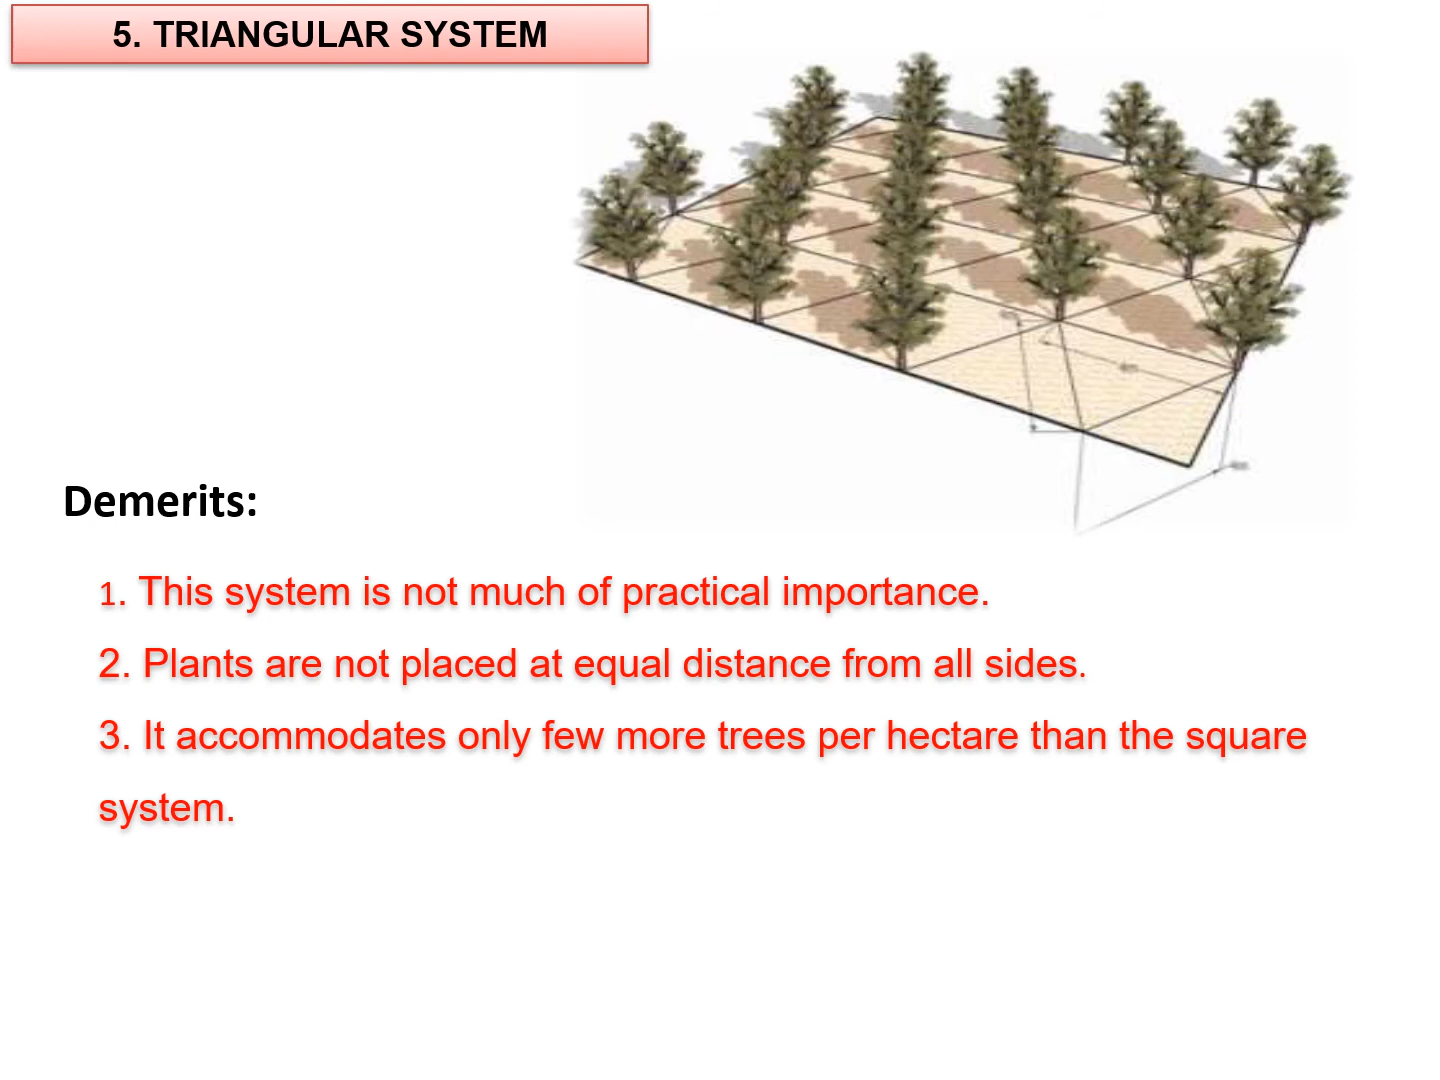 5. TRIANGULAR SYSTEM
Demerits:
1. This system is not much of practical importance.
2. Plants are not placed at equal distance from all sides.
3. It accommodates only few more trees per hectare than the square
system.